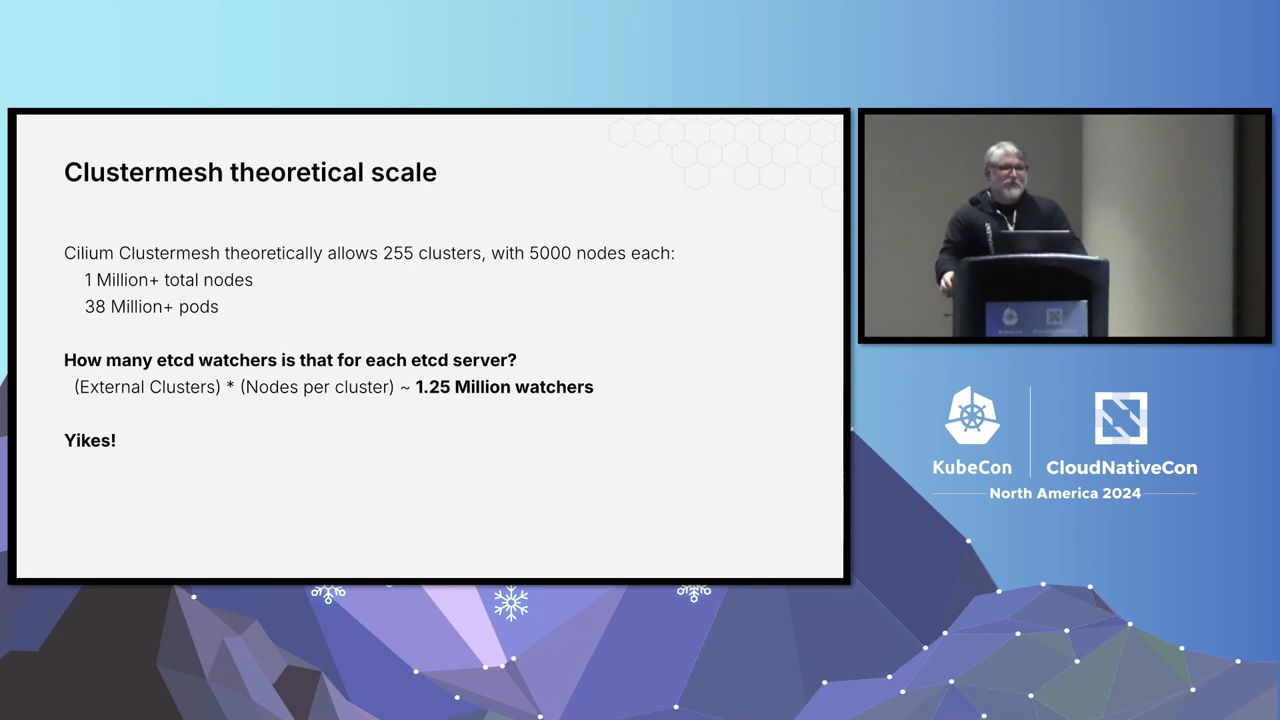 Clustermesh theoretical scale
Cilium Clustermesh theoretically allows 255 clusters, with 5000 nodes each:
1 Million+ total nodes
38 Million+ pods
How many etcd watchers is that for each etcd server?
(External Clusters) * (Nodes per cluster) ~ 1.25 Million watchers
Yikes!
KubeCon
CloudNativeCon
North America 2024